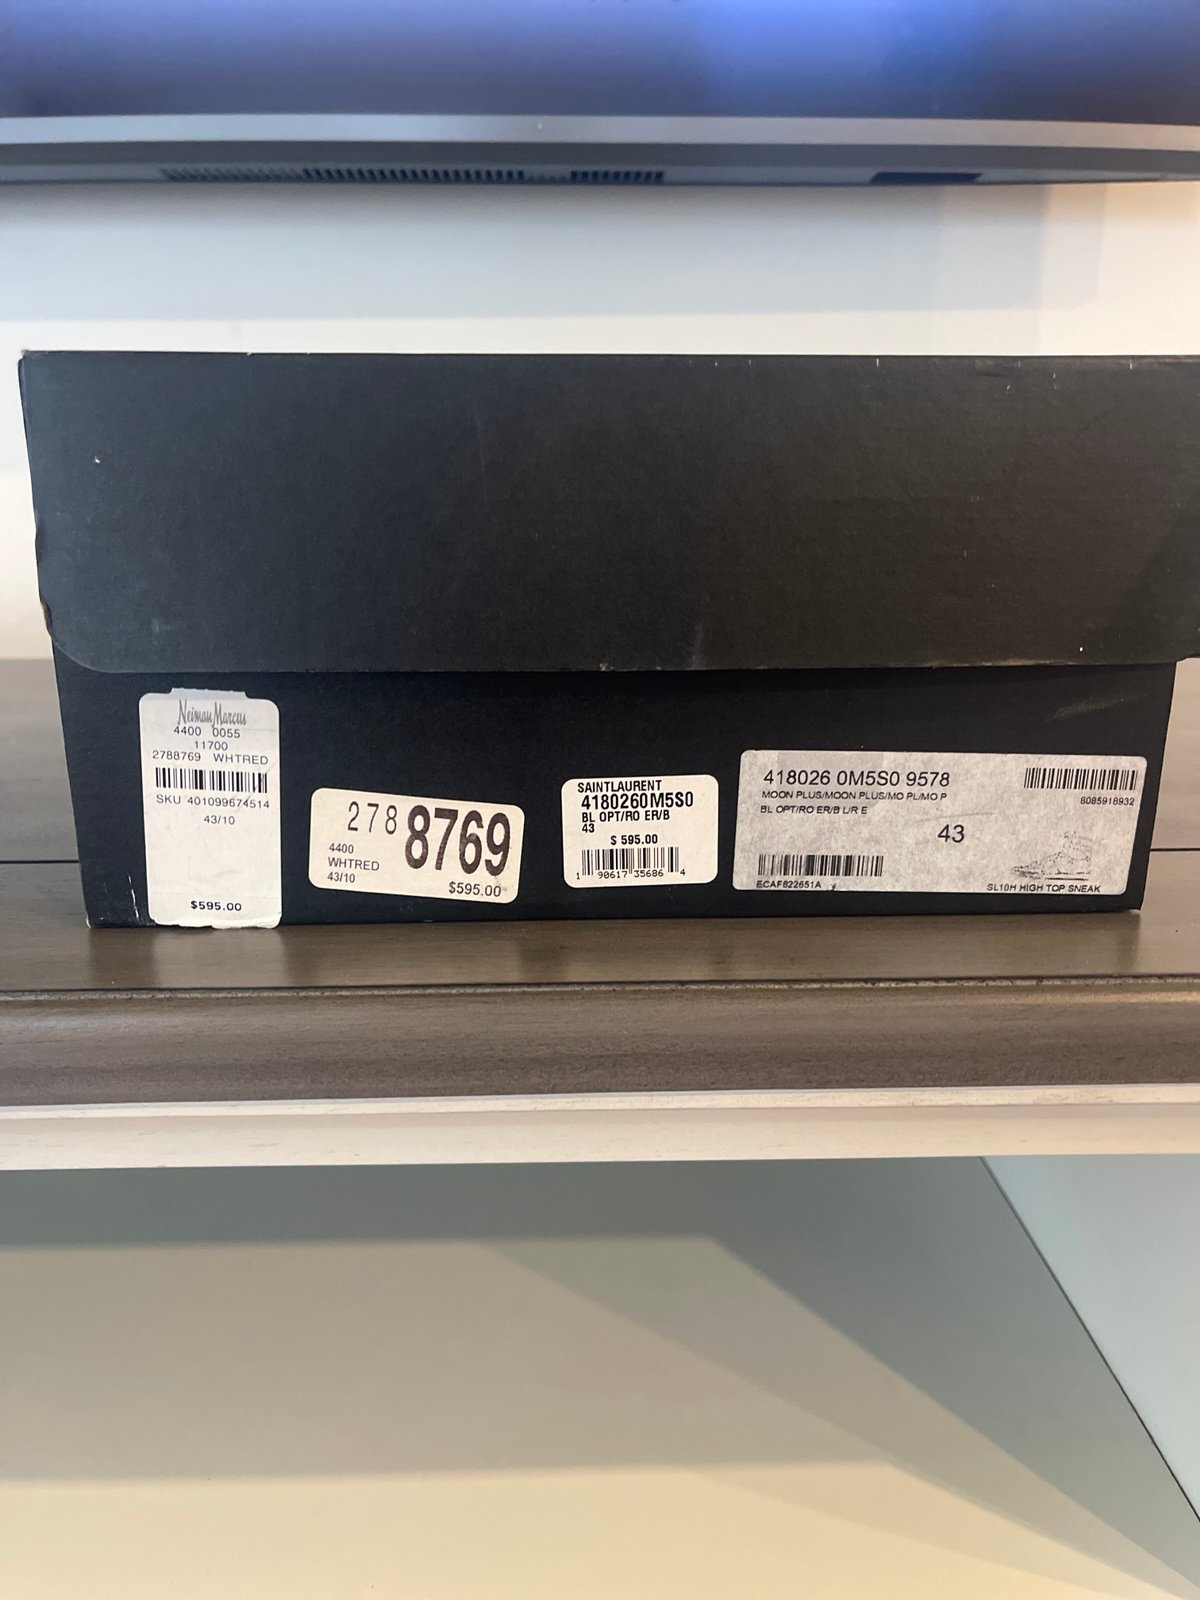 Neiman Marcus
4400 0055
11700
2788769 WHTRED
SKU 401099674514
43/10
$595.00
278 8769
4400
WHTRED
43/10
$595.00
SAINTLAURENT
4180260M5S0
BL OPT/RO ER/B
43
$ 595.00
1 90617 35686 4
418026 0M5S0 9578
MOON PLUS/MOON PLUS/MO PL/MO P
BL OPT/RO ER/B L/R E
8085918932
43
ECAF822651A
SL10H HIGH TOP SNEAK